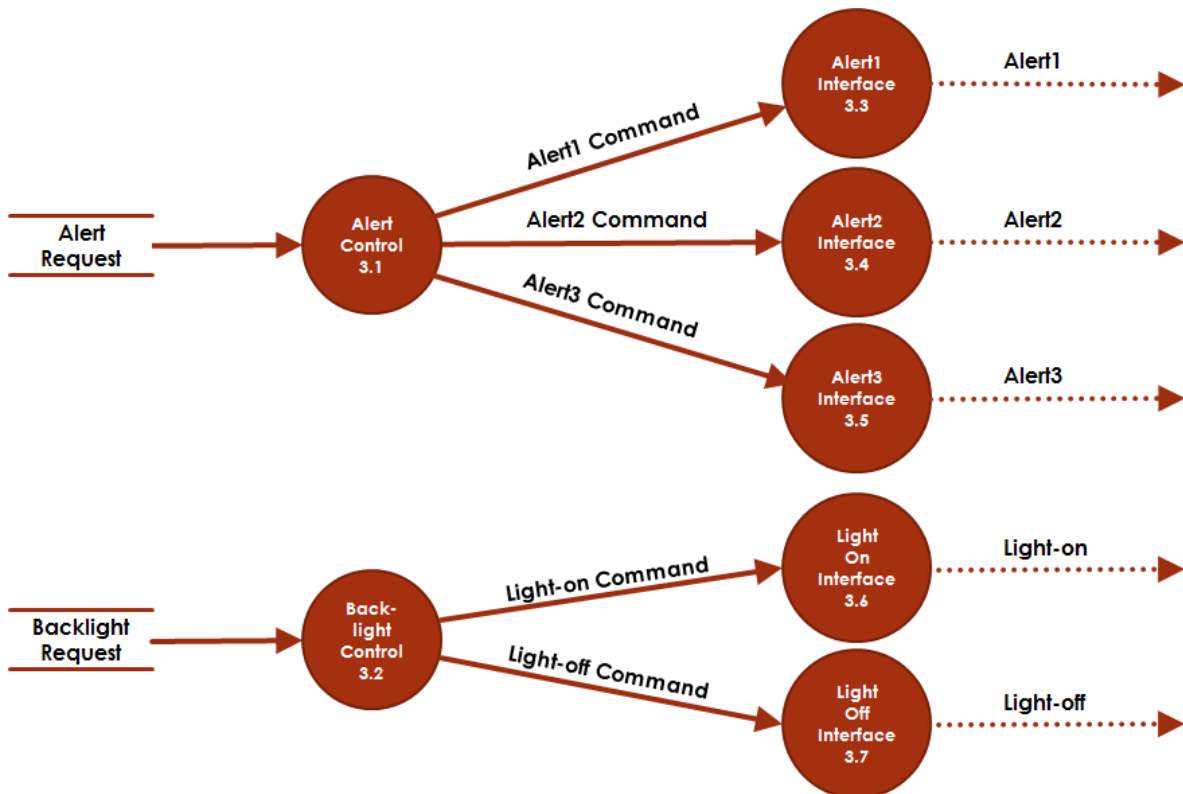 Alert
Request
Alert
Control
3.1
Alert1 Command
Alert2 Command
Alert3 Command
Alert1
Interface
3.3
Alert1
Alert2
Interface
3.4
Alert2
Alert3
Interface
3.5
Alert3
Backlight
Request
Back-
light
Control
3.2
Light-on Command
Light-off Command
Light
On
Interface
3.6
Light-on
Light
Off
Interface
3.7
Light-off